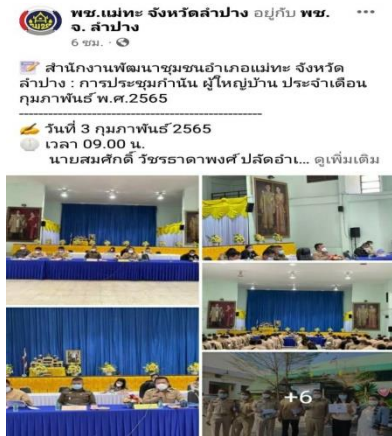 พช.แม่ทะ จังหวัดลำปาง อยู่กับ พช.
จ. ลำปาง
6 ชม. ·
สำนักงานพัฒนาชุมชนอำเภอแม่ทะ จังหวัด
ลำปาง : การประชุมกำนัน ผู้ใหญ่บ้าน ประจำเดือน
กุมภาพันธ์ พ.ศ.2565
--------------------------------------------------
วันที่ 3 กุมภาพันธ์ 2565
เวลา 09.00 น.
นายสมศักดิ์ วัชรธาดาพงศ์ ปลัดอำเ... ดูเพิ่มเติม
+6